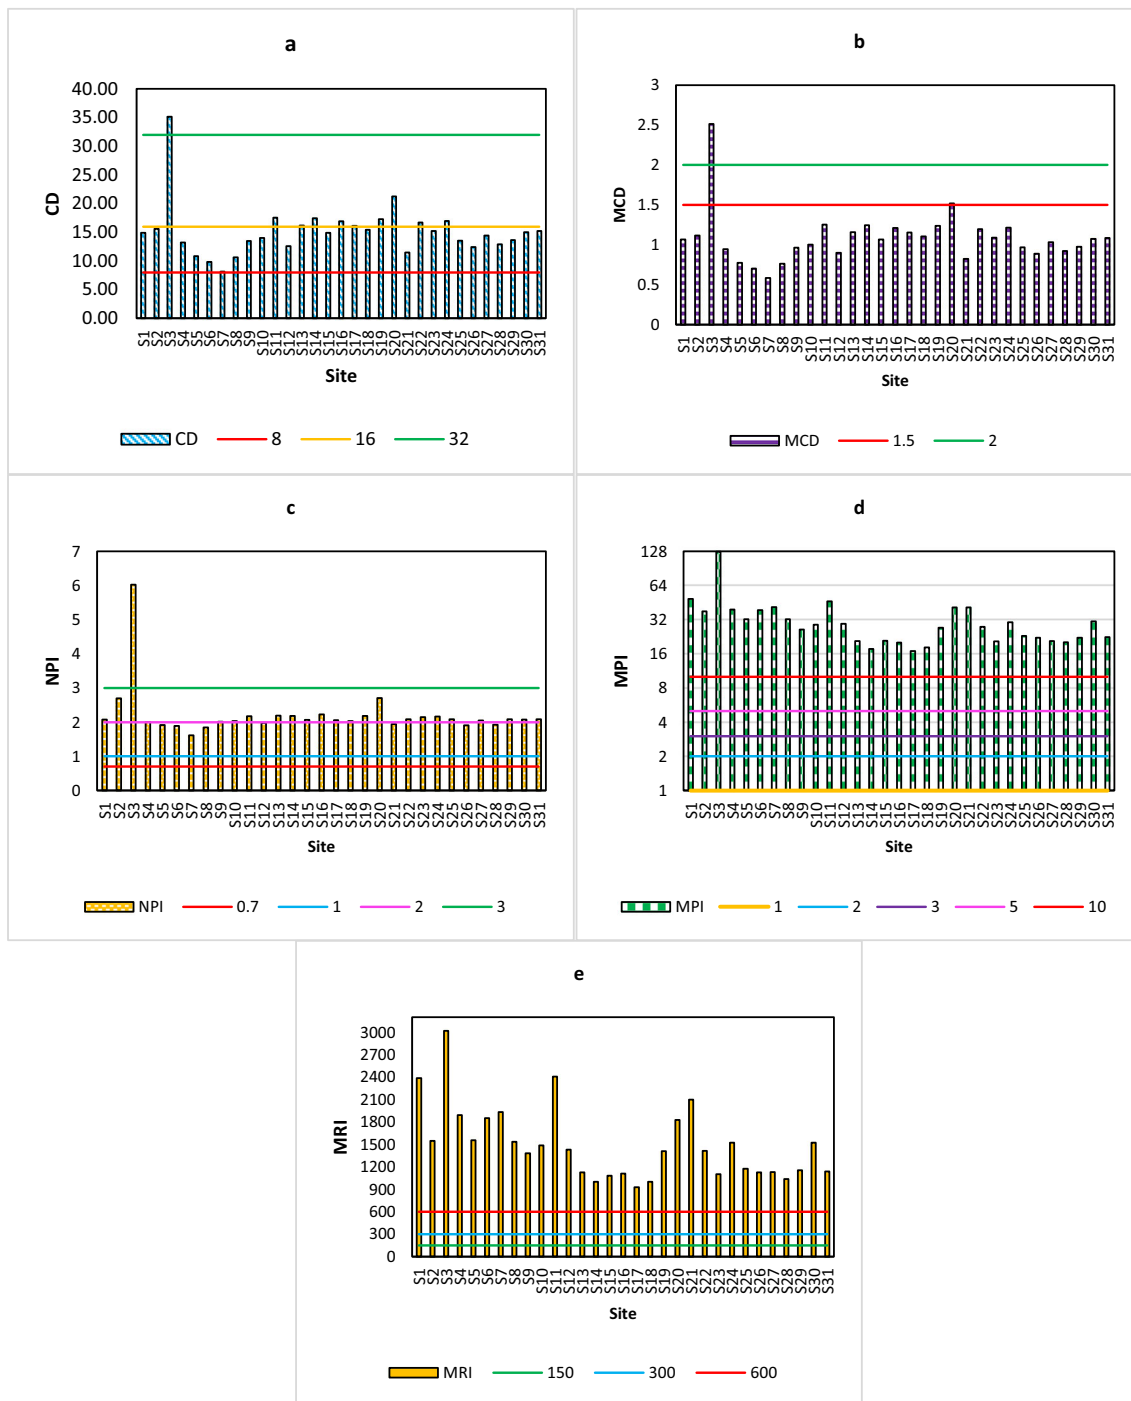 a
40.00
35.00
30.00
25.00
20.00
15.00
10.00
5.00
0.00
CD
S1 S2 S3 S4 S5 S6 S7 S8 S9 S10 S11 S12 S13 S14 S15 S16 S17 S18 S19 S20 S21 S22 S23 S24 S25 S26 S27 S28 S29 S30 S31
Site
CD 8 16 32
b
3
2.5
2
1.5
1
0.5
0
MCD
S1 S2 S3 S4 S5 S6 S7 S8 S9 S10 S11 S12 S13 S14 S15 S16 S17 S18 S19 S20 S21 S22 S23 S24 S25 S26 S27 S28 S29 S30 S31
Site
MCD 1.5 2
c
7
6
5
4
3
2
1
0
NPI
S1 S2 S3 S4 S5 S6 S7 S8 S9 S10 S11 S12 S13 S14 S15 S16 S17 S18 S19 S20 S21 S22 S23 S24 S25 S26 S27 S28 S29 S30 S31
Site
NPI 0.7 1 2 3
d
128
64
32
16
8
4
2
1
MPI
S1 S2 S3 S4 S5 S6 S7 S8 S9 S10 S11 S12 S13 S14 S15 S16 S17 S18 S19 S20 S21 S22 S23 S24 S25 S26 S27 S28 S29 S30 S31
Site
MPI 1 2 3 5 10
e
3000
2700
2400
2100
1800
1500
1200
900
600
300
0
MRI
S1 S2 S3 S4 S5 S6 S7 S8 S9 S10 S11 S12 S13 S14 S15 S16 S17 S18 S19 S20 S21 S22 S23 S24 S25 S26 S27 S28 S29 S30 S31
Site
MRI 150 300 600